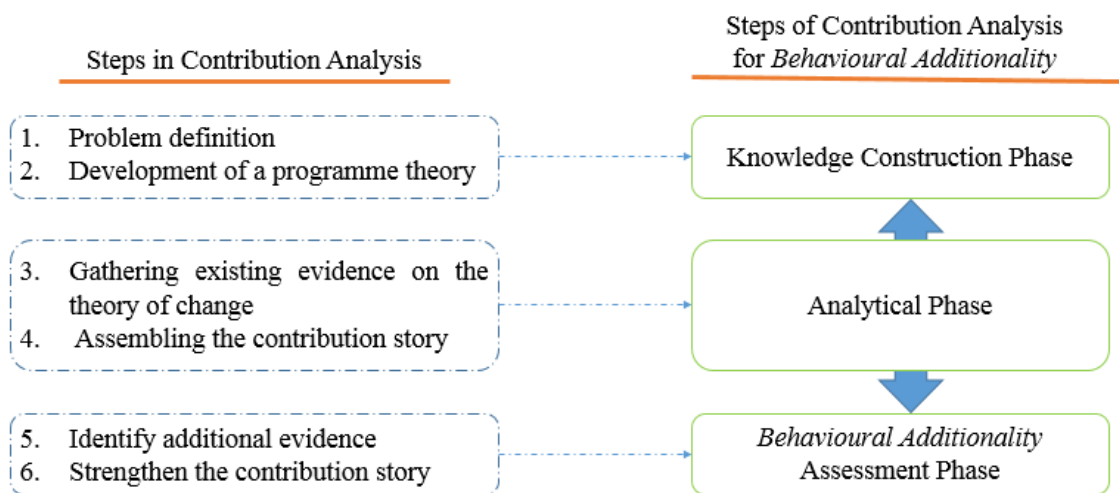 Steps in Contribution Analysis
Steps of Contribution Analysis
for Behavioural Additionality
1. Problem definition
2. Development of a programme theory
Knowledge Construction Phase
3. Gathering existing evidence on the
theory of change
4. Assembling the contribution story
Analytical Phase
5. Identify additional evidence
6. Strengthen the contribution story
Behavioural Additionality
Assessment Phase